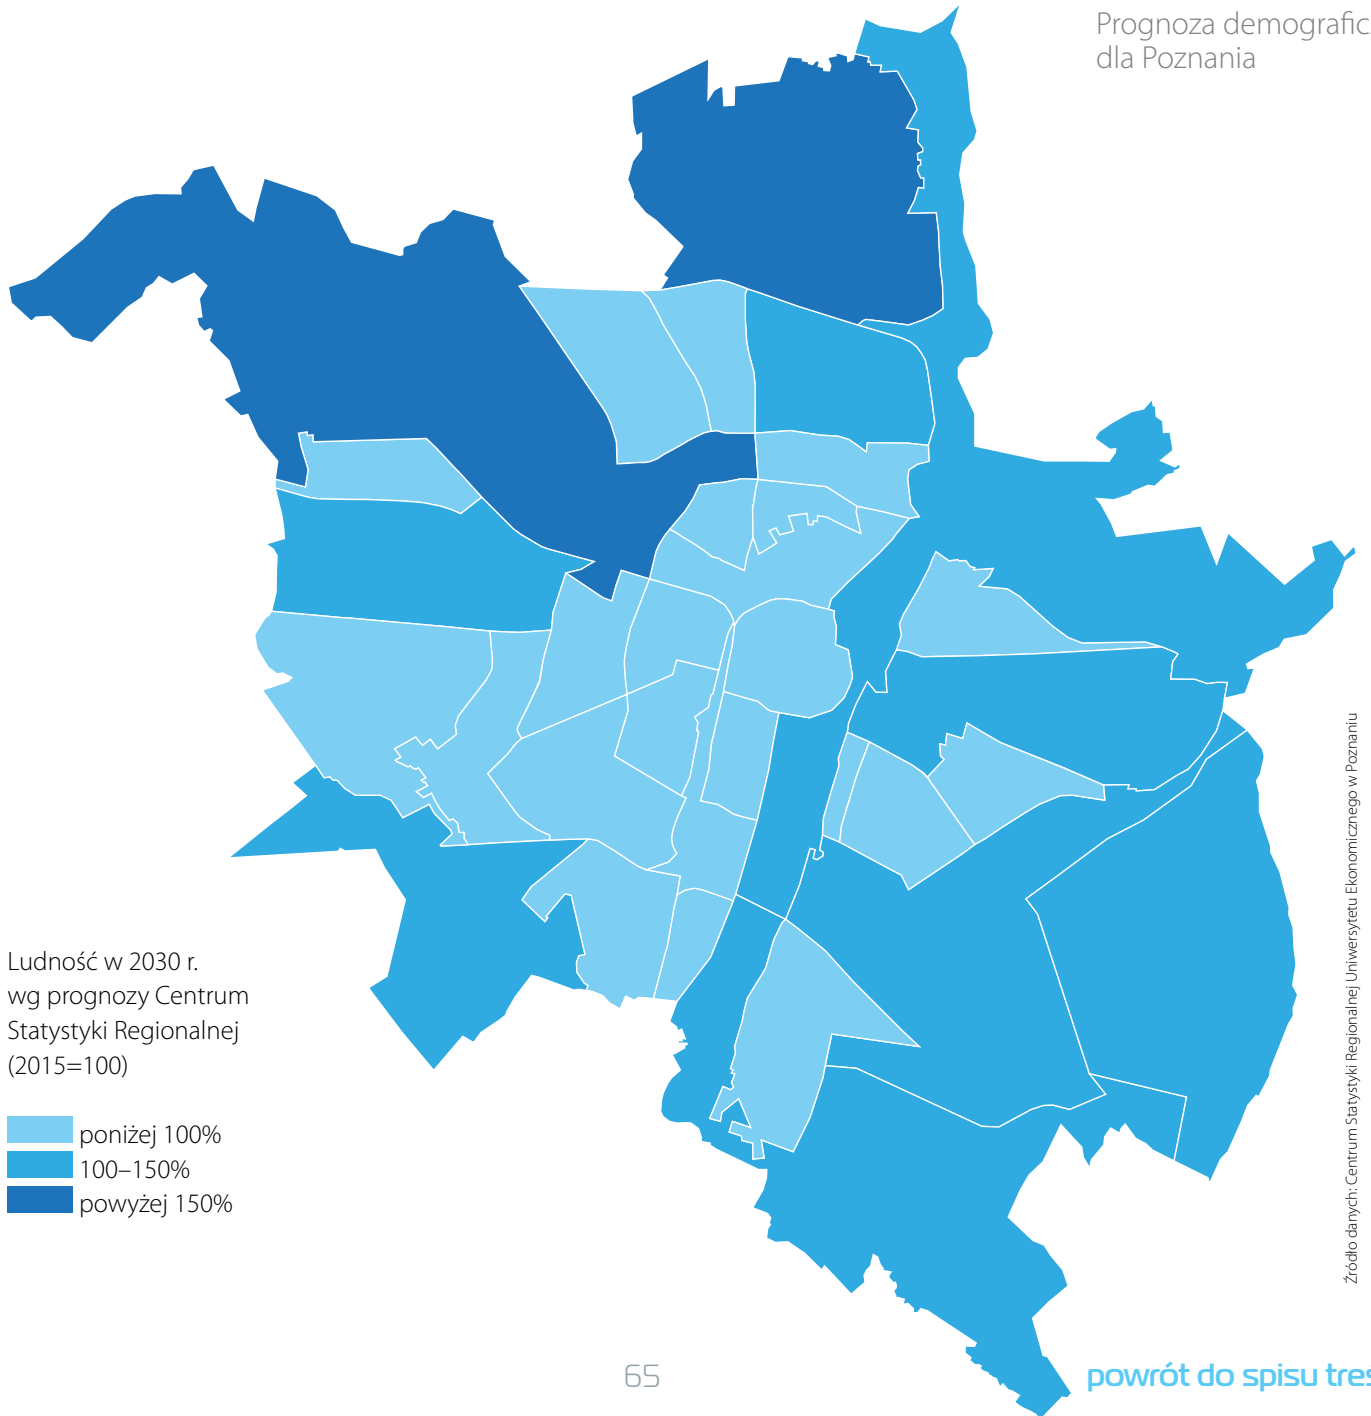 Prognoza demografic
dla Poznania
Ludność w 2030 r.
wg prognozy Centrum
Statystyki Regionalnej
(2015=100)
poniżej 100%
100–150%
powyżej 150%
Źródło danych: Centrum Statystyki Regionalnej Uniwersytetu Ekonomicznego w Poznaniu
65
powrót do spisu tres